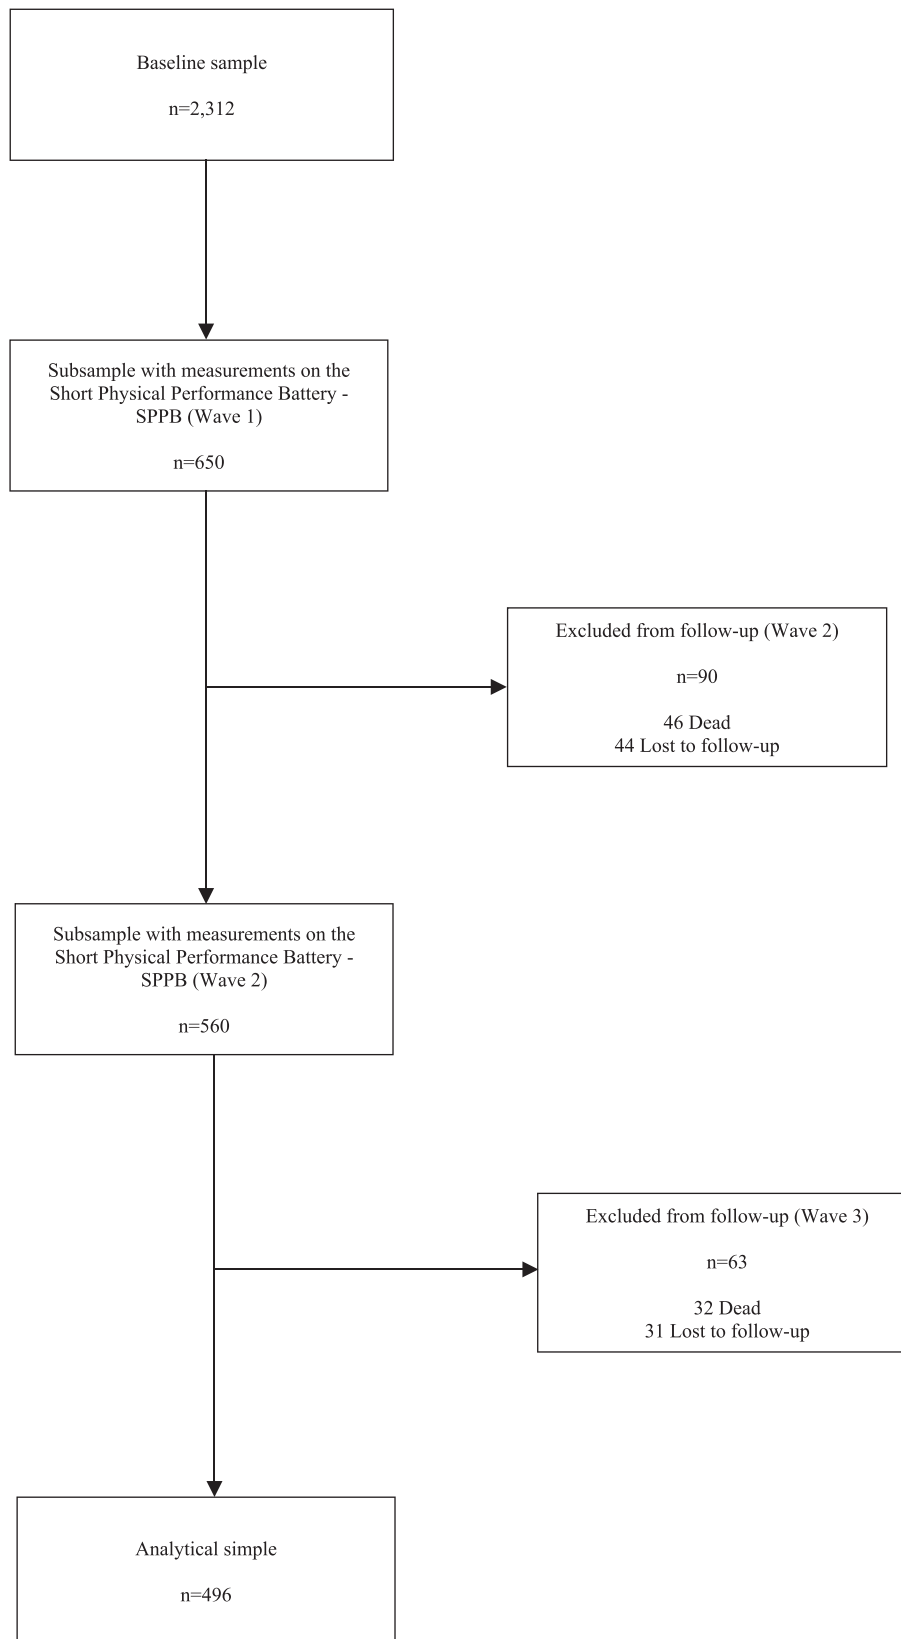 Baseline sample
n=2,312
Subsample with measurements on the
Short Physical Performance Battery -
SPPB (Wave 1)
n=650
Excluded from follow-up (Wave 2)
n=90
46 Dead
44 Lost to follow-up
Subsample with measurements on the
Short Physical Performance Battery -
SPPB (Wave 2)
n=560
Excluded from follow-up (Wave 3)
n=63
32 Dead
31 Lost to follow-up
Analytical simple
n=496